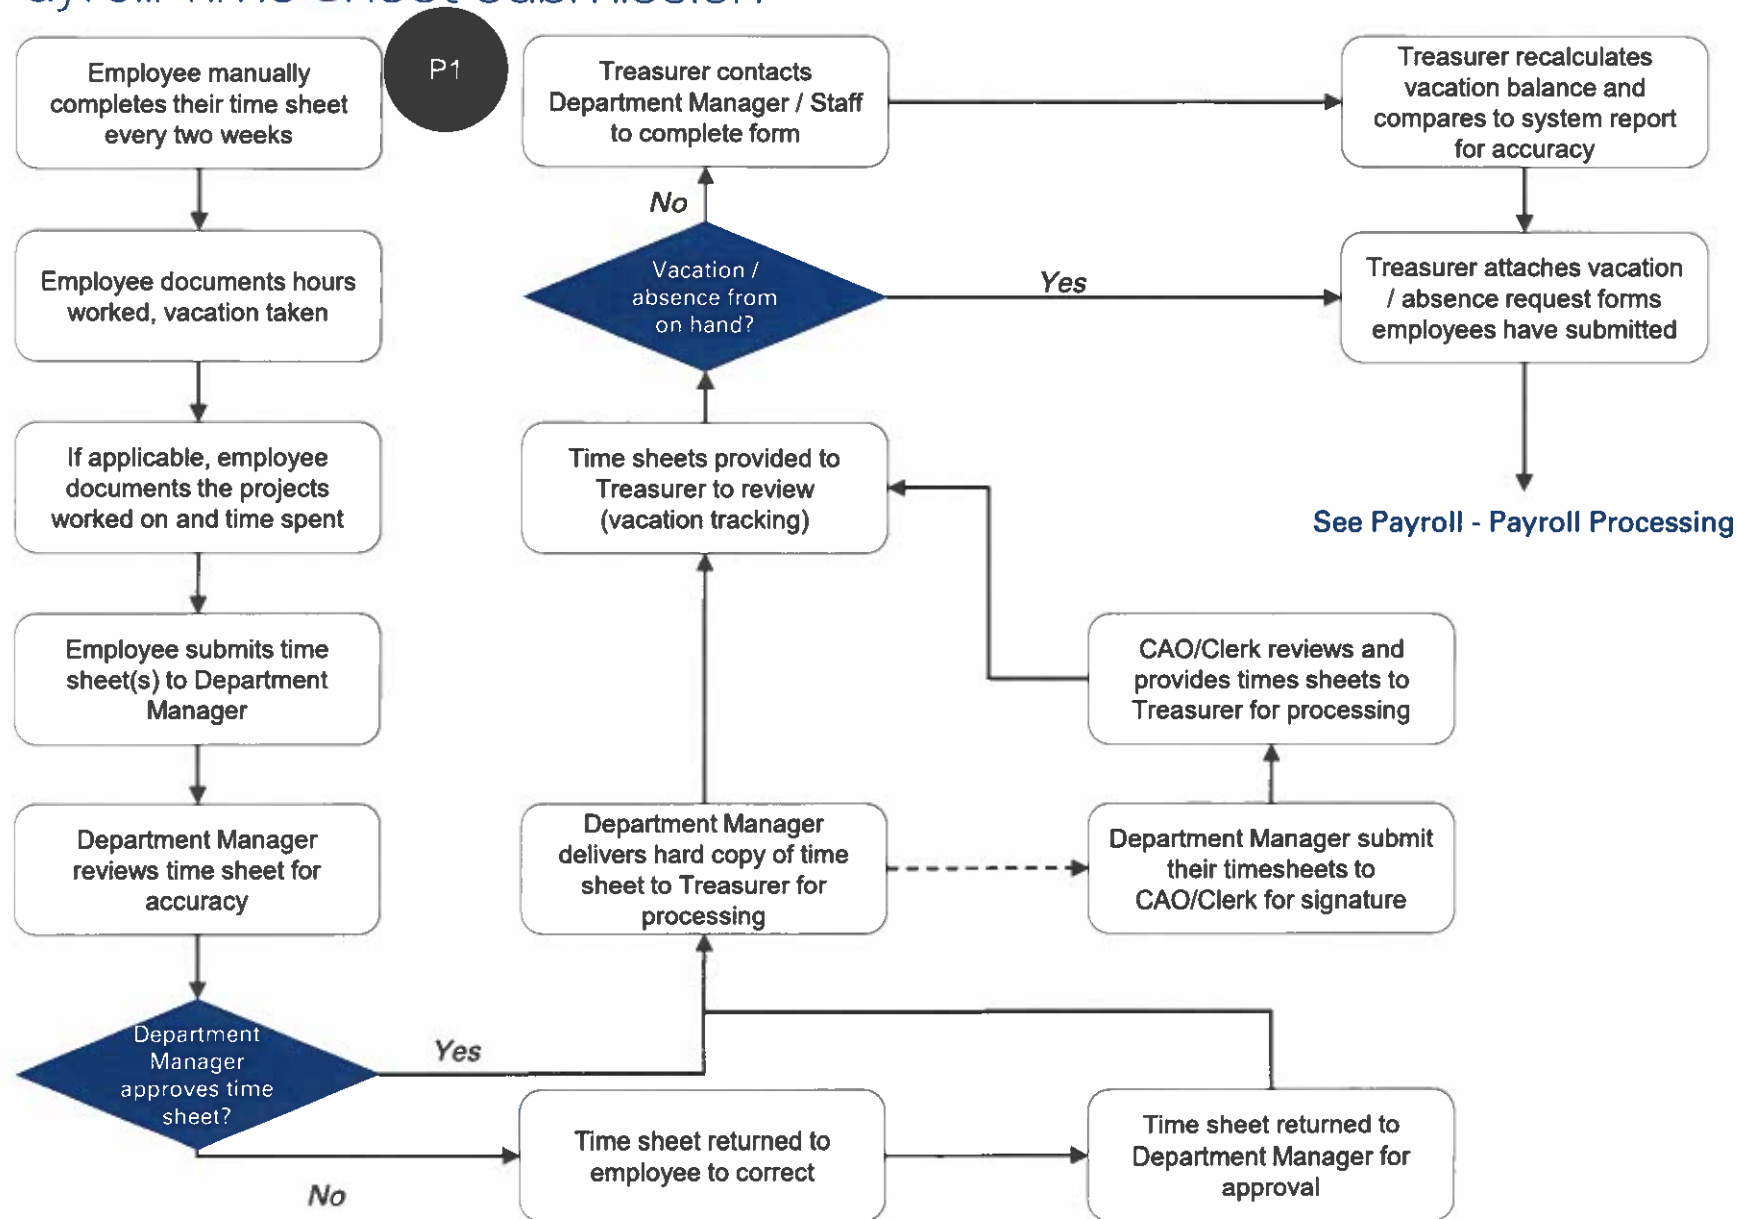 Employee manually
completes their time sheet
every two weeks
P1
Employee documents hours
worked, vacation taken
If applicable, employee
documents the projects
worked on and time spent
Employee submits time
sheet(s) to Department
Manager
Department Manager
reviews time sheet for
accuracy
Department
Manager
approves time
sheet?
Yes
No
Time sheet returned to
employee to correct
Time sheet returned to
Department Manager for
approval
Department Manager
delivers hard copy of time
sheet to Treasurer for
processing
Department Manager submit
their timesheets to
CAO/Clerk for signature
CAO/Clerk reviews and
provides times sheets to
Treasurer for processing
Time sheets provided to
Treasurer to review
(vacation tracking)
Vacation /
absence from
on hand?
No
Yes
Treasurer contacts
Department Manager / Staff
to complete form
Treasurer recalculates
vacation balance and
compares to system report
for accuracy
Treasurer attaches vacation
/ absence request forms
employees have submitted
See Payroll - Payroll Processing